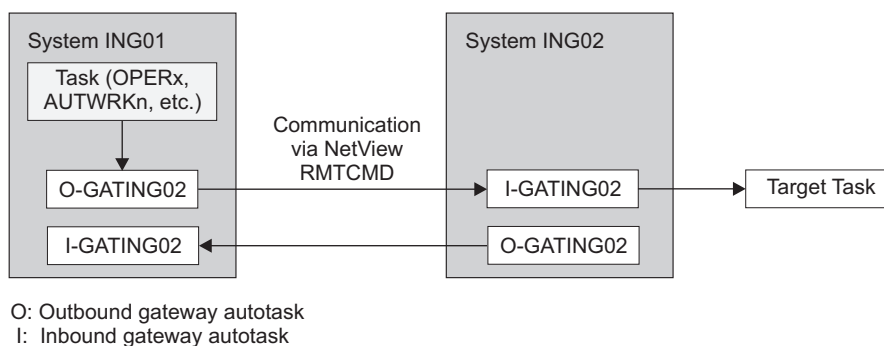 System ING01
Task (OPERx,
AUTWRKn, etc.)
O-GATING02
I-GATING02
Communication
via NetView
RMTCMD
System ING02
I-GATING02
O-GATING02
Target Task
O: Outbound gateway autotask
I: Inbound gateway autotask